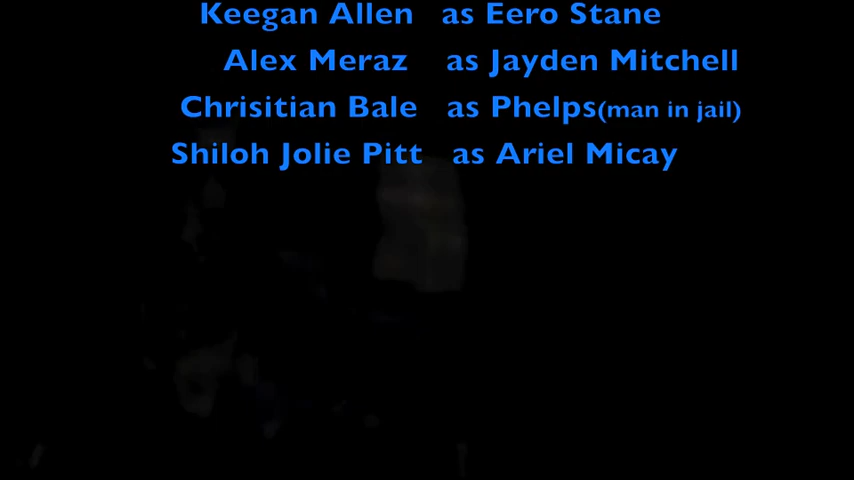 Keegan Allen as Eero Stane
Alex Meraz as Jayden Mitchell
Chrisitian Bale as Phelps(man in jail)
Shiloh Jolie Pitt as Ariel Micay